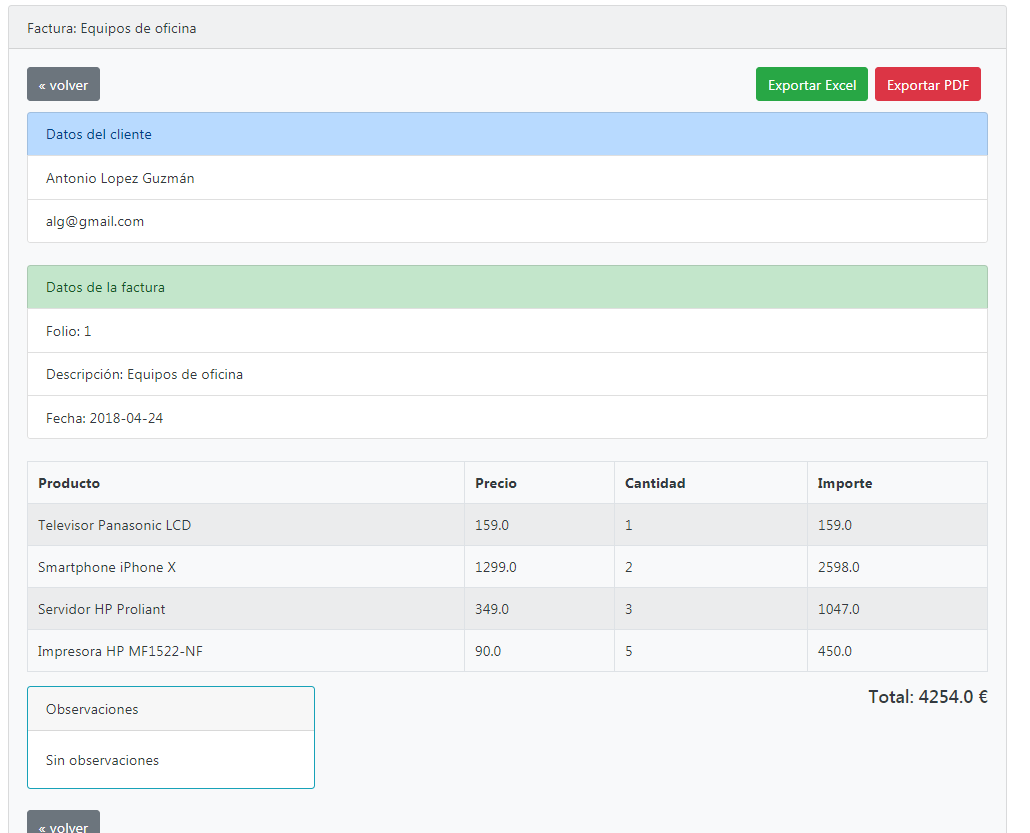 Factura: Equipos de oficina
« volver
Exportar Excel
Exportar PDF
Datos del cliente
Antonio Lopez Guzmán
alg@gmail.com
Datos de la factura
Folio: 1
Descripción: Equipos de oficina
Fecha: 2018-04-24
Producto Precio Cantidad Importe
Televisor Panasonic LCD 159.0 1 159.0
Smartphone iPhone X 1299.0 2 2598.0
Servidor HP Proliant 349.0 3 1047.0
Impresora HP MF1522-NF 90.0 5 450.0
Total: 4254.0 €
Observaciones
Sin observaciones
« volver